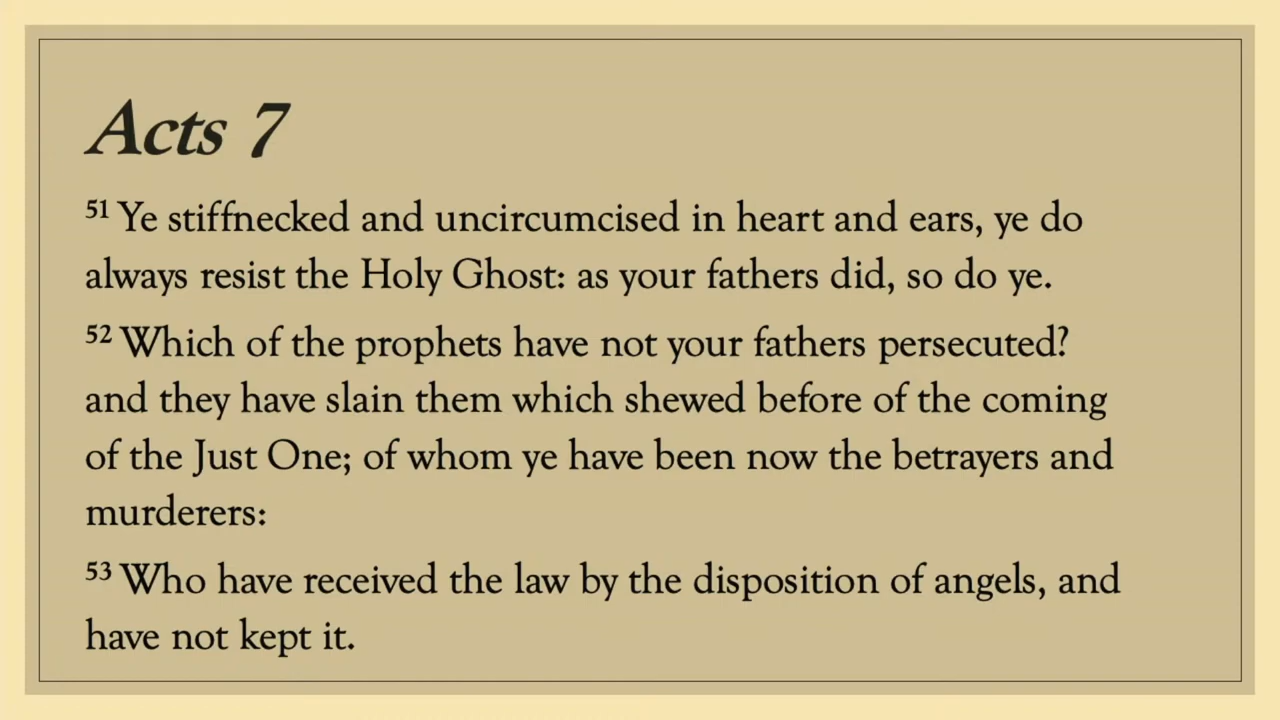 Acts 7
51 Ye stiffnecked and uncircumcised in heart and ears, ye do
always resist the Holy Ghost: as your fathers did, so do ye.
52 Which of the prophets have not your fathers persecuted?
and they have slain them which shewed before of the coming
of the Just One; of whom ye have been now the betrayers and
murderers:
53 Who have received the law by the disposition of angels, and
have not kept it.